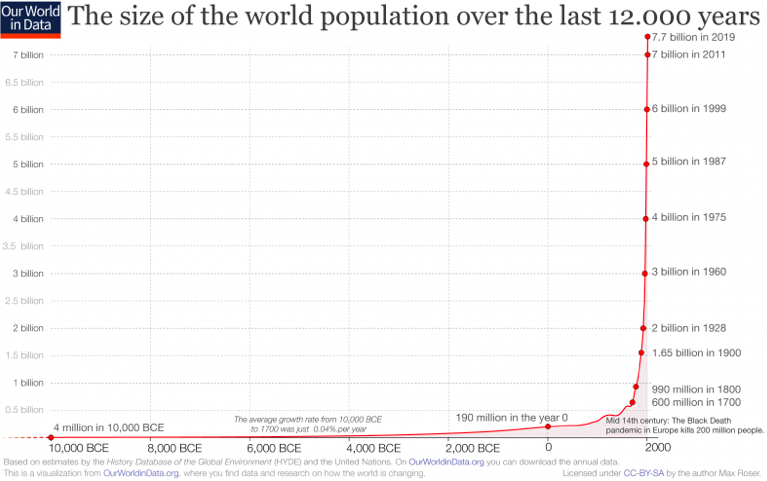 Our World
in Data
The size of the world population over the last 12.000 years
7.7 billion in 2019
7 billion
7 billion in 2011
6.5 billion
6 billion
6 billion in 1999
5.5 billion
5 billion
5 billion in 1987
4.5 billion
4 billion
4 billion in 1975
3.5 billion
3 billion
3 billion in 1960
2.5 billion
2 billion
2 billion in 1928
1.5 billion
1.65 billion in 1900
1 billion
990 million in 1800
0.5 billion
600 million in 1700
4 million in 10,000 BCE
The average growth rate from 10,000 BCE
to 1700 was just 0.04% per year
190 million in the year 0
Mid 14th century: The Black Death
pandemic in Europe kills 200 million people.
10,000 BCE
8,000 BCE
6,000 BCE
4,000 BCE
2,000 BCE
0
2000
Based on estimates by the History Database of the Global Environment (HYDE) and the United Nations. On OurWorldinData.org you can download the annual data.
This is a visualization from OurWorldinData.org, where you find data and research on how the world is changing.
Licensed under CC-BY-SA by the author Max Roser.